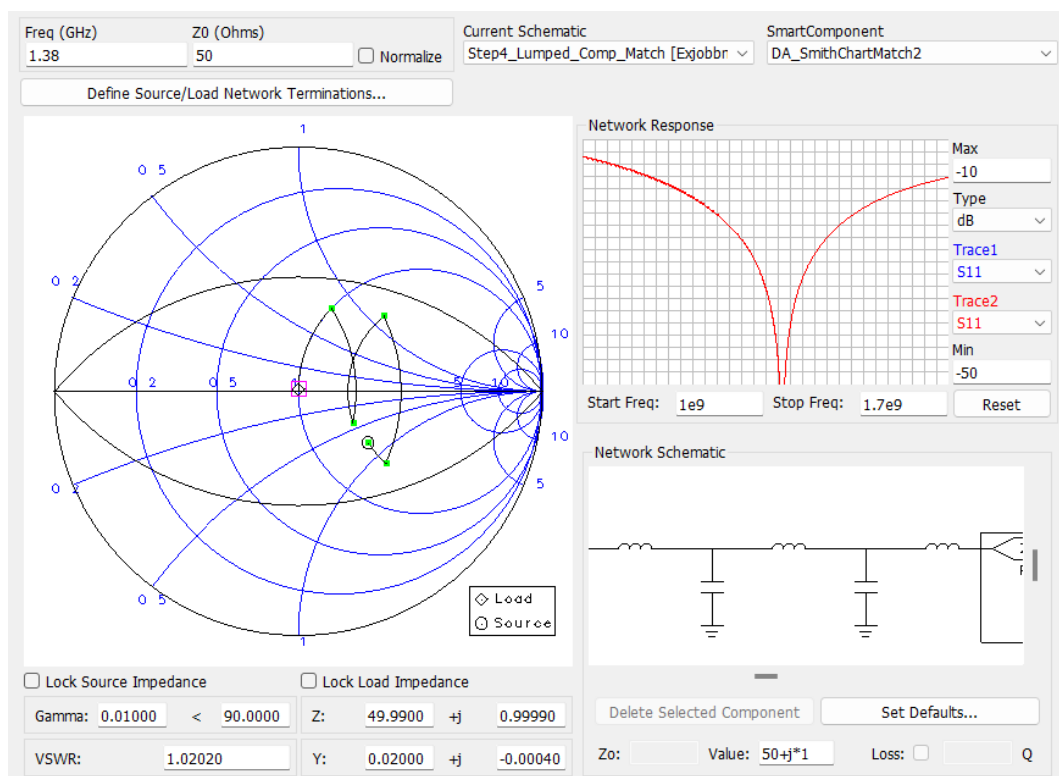 Freq (GHz) Z0 (Ohms)
1.38 50 Normalize
Current Schematic SmartComponent
Step4_Lumped_Comp_Match [Exjobbr DA_SmithChartMatch2
Define Source/Load Network Terminations...
1
0 5
0 2
5
10
0 2 0 5 1 5 10
10
0 2
5
0 5
1
Load
Source
Network Response
Max
-10
Type
dB
Trace1
S11
Trace2
S11
Min
-50
Start Freq: 1e9 Stop Freq: 1.7e9 Reset
Network Schematic
Lock Source Impedance Lock Load Impedance
Gamma: 0.01000 < 90.0000 Z: 49.9900 +j 0.99990
VSWR: 1.02020 Y: 0.02000 +j -0.00040
Delete Selected Component Set Defaults...
Zo: Value: 50+j*1 Loss: Q